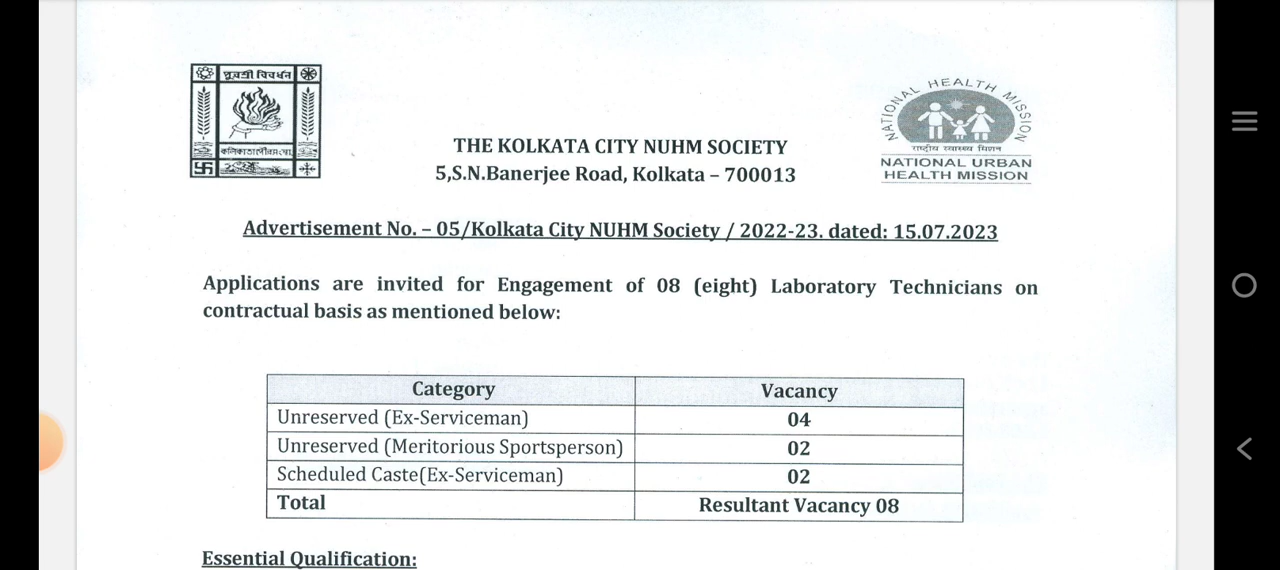 পুরশ্রী বিবর্ধন
NATIONAL HEALTH MISSION
राष्ट्रीय स्वास्थ्य मिशन
NATIONAL URBAN
HEALTH MISSION
THE KOLKATA CITY NUHM SOCIETY
5,S.N.Banerjee Road, Kolkata – 700013
Advertisement No. – 05/Kolkata City NUHM Society / 2022-23. dated: 15.07.2023
Applications are invited for Engagement of 08 (eight) Laboratory Technicians on
contractual basis as mentioned below:
Category Vacancy
Unreserved (Ex-Serviceman) 04
Unreserved (Meritorious Sportsperson) 02
Scheduled Caste(Ex-Serviceman) 02
Total Resultant Vacancy 08
Essential Qualification: